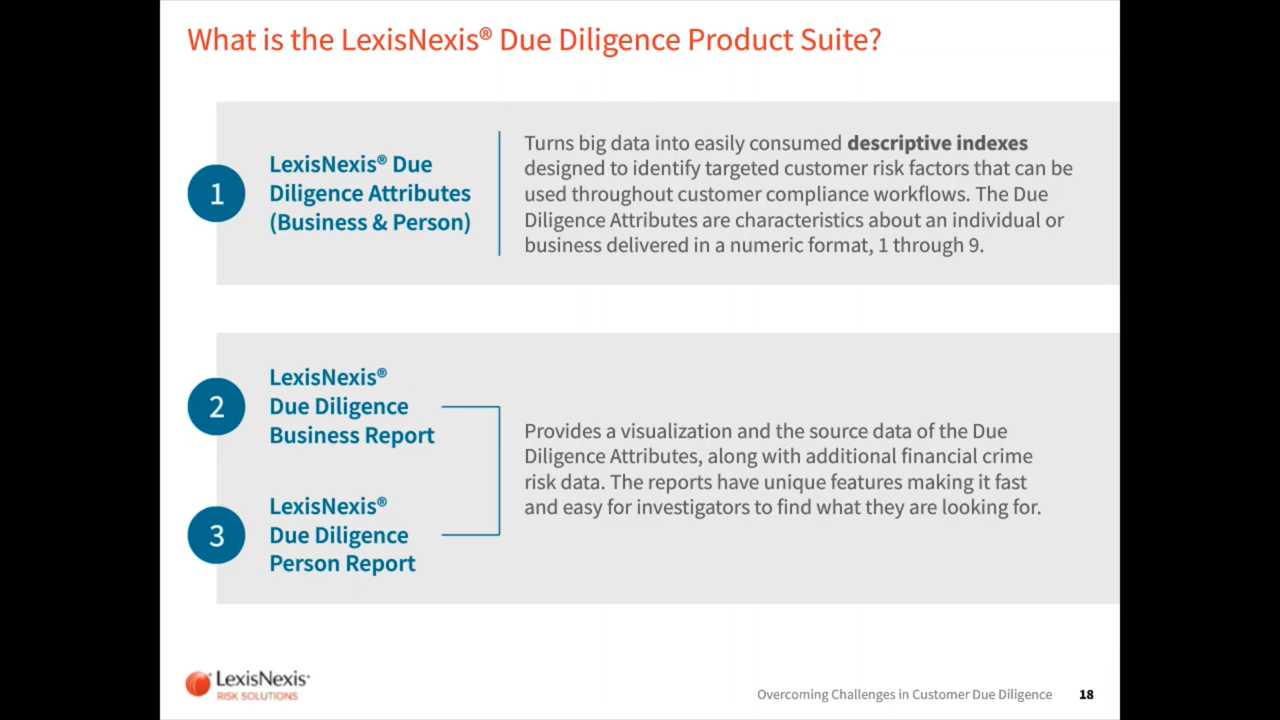 What is the LexisNexis® Due Diligence Product Suite?
1
LexisNexis® Due
Diligence Attributes
(Business & Person)
Turns big data into easily consumed descriptive indexes
designed to identify targeted customer risk factors that can be
used throughout customer compliance workflows. The Due
Diligence Attributes are characteristics about an individual or
business delivered in a numeric format, 1 through 9.
2
LexisNexis®
Due Diligence
Business Report
3
LexisNexis®
Due Diligence
Person Report
Provides a visualization and the source data of the Due
Diligence Attributes, along with additional financial crime
risk data. The reports have unique features making it fast
and easy for investigators to find what they are looking for.
LexisNexis®
RISK SOLUTIONS
Overcoming Challenges in Customer Due Diligence 18